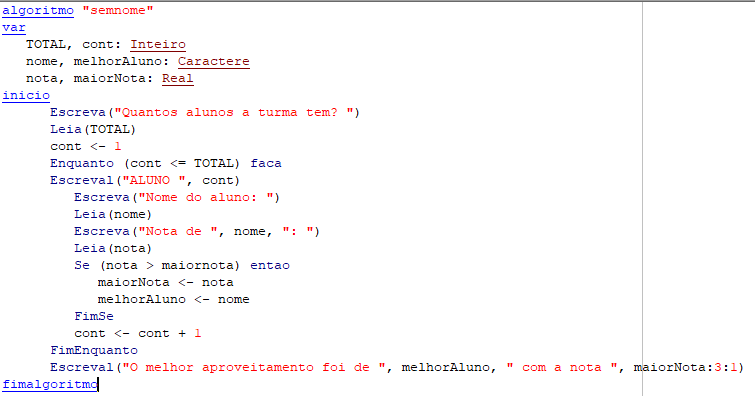 algoritmo "semnome"
var
TOTAL, cont: Inteiro
nome, melhorAluno: Caractere
nota, maiorNota: Real
inicio
Escreva("Quantos alunos a turma tem? ")
Leia(TOTAL)
cont <- 1
Enquanto (cont <= TOTAL) faca
Escreval("ALUNO ", cont)
Escreva("Nome do aluno: ")
Leia(nome)
Escreva("Nota de ", nome, ": ")
Leia(nota)
Se (nota > maiornota) entao
maiorNota <- nota
melhorAluno <- nome
FimSe
cont <- cont + 1
FimEnquanto
Escreval("O melhor aproveitamento foi de ", melhorAluno, " com a nota ", maiorNota:3:1)
fimalgoritmo